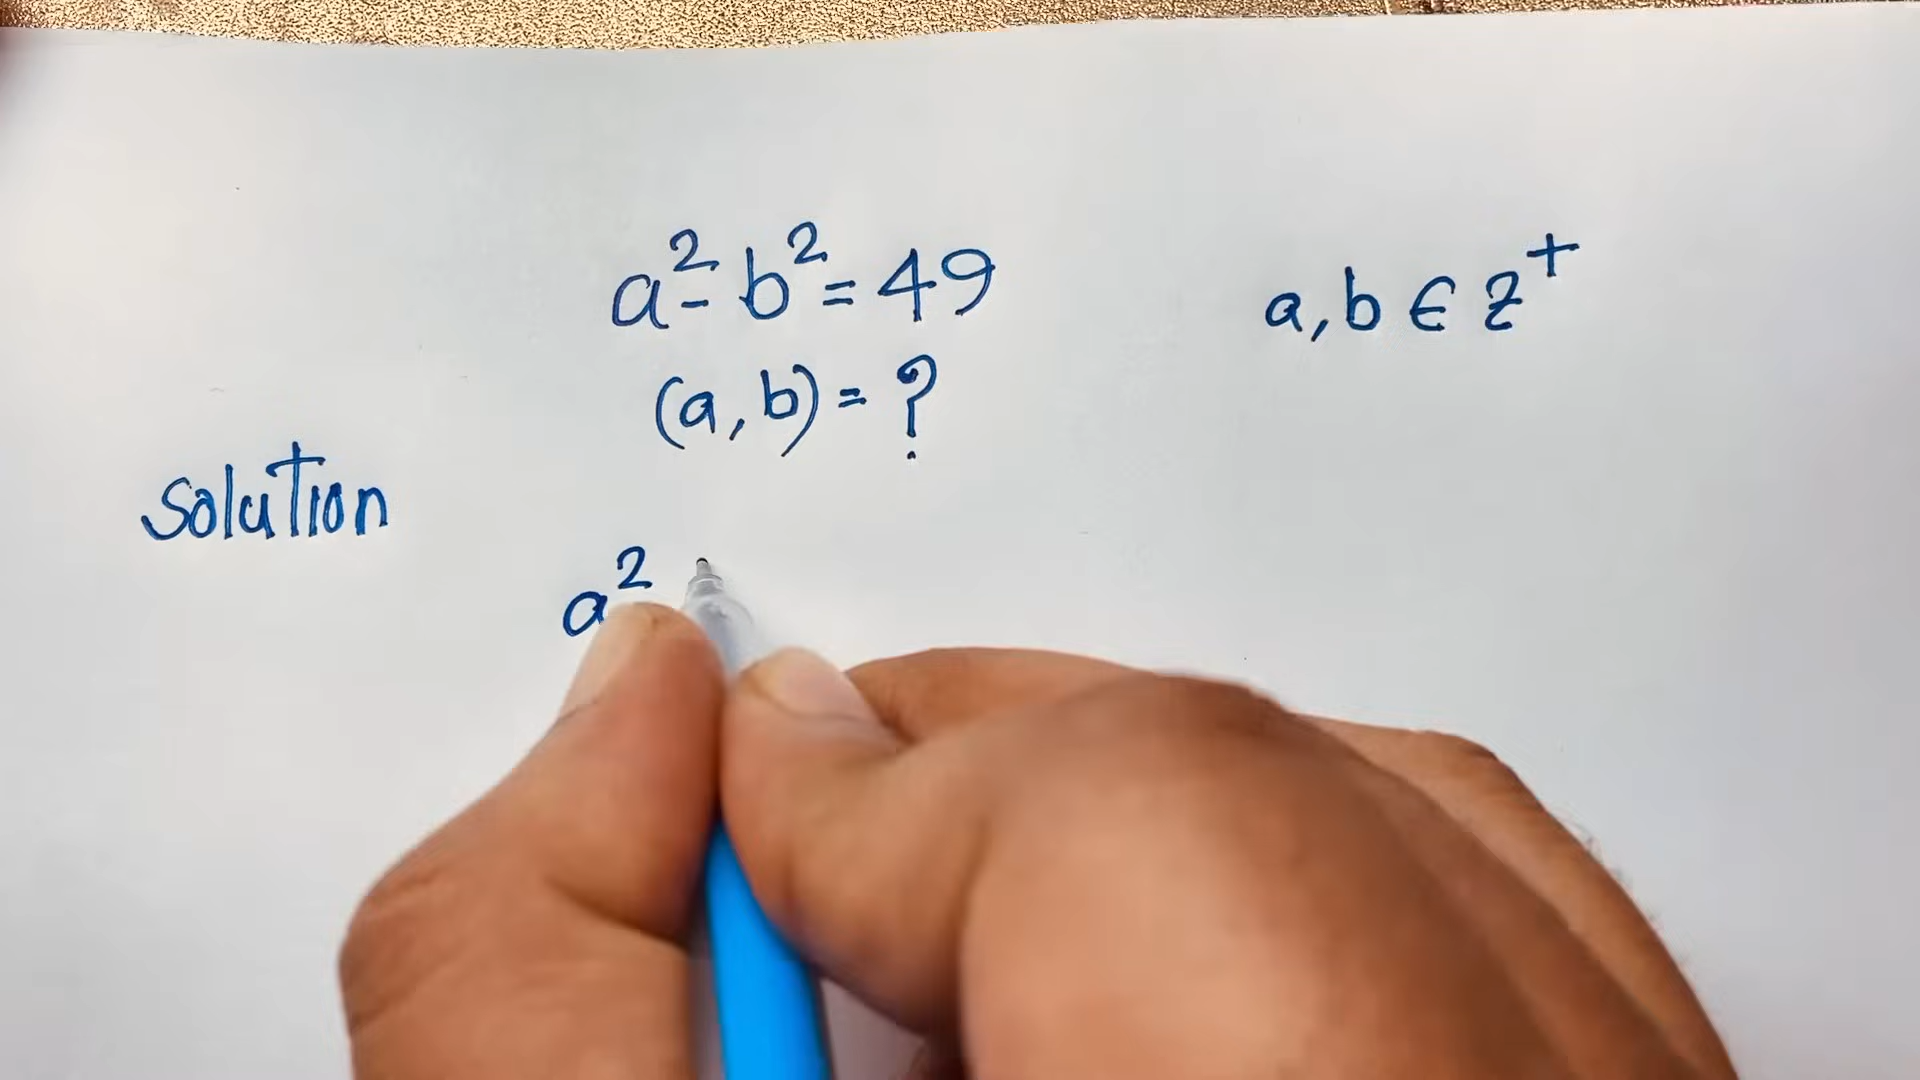 a² - b² = 49
a, b ∈ Z⁺
(a, b) = ?
Solution
a²